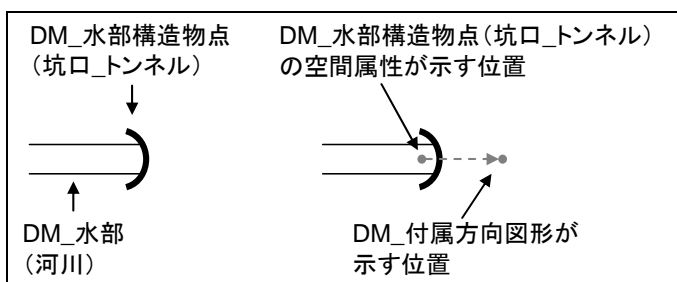 DM_水部構造物点
(坑口_トンネル)
DM_水部構造物点(坑口_トンネル)
の空間属性が示す位置
DM_水部
(河川)
DM_付属方向図形が
示す位置